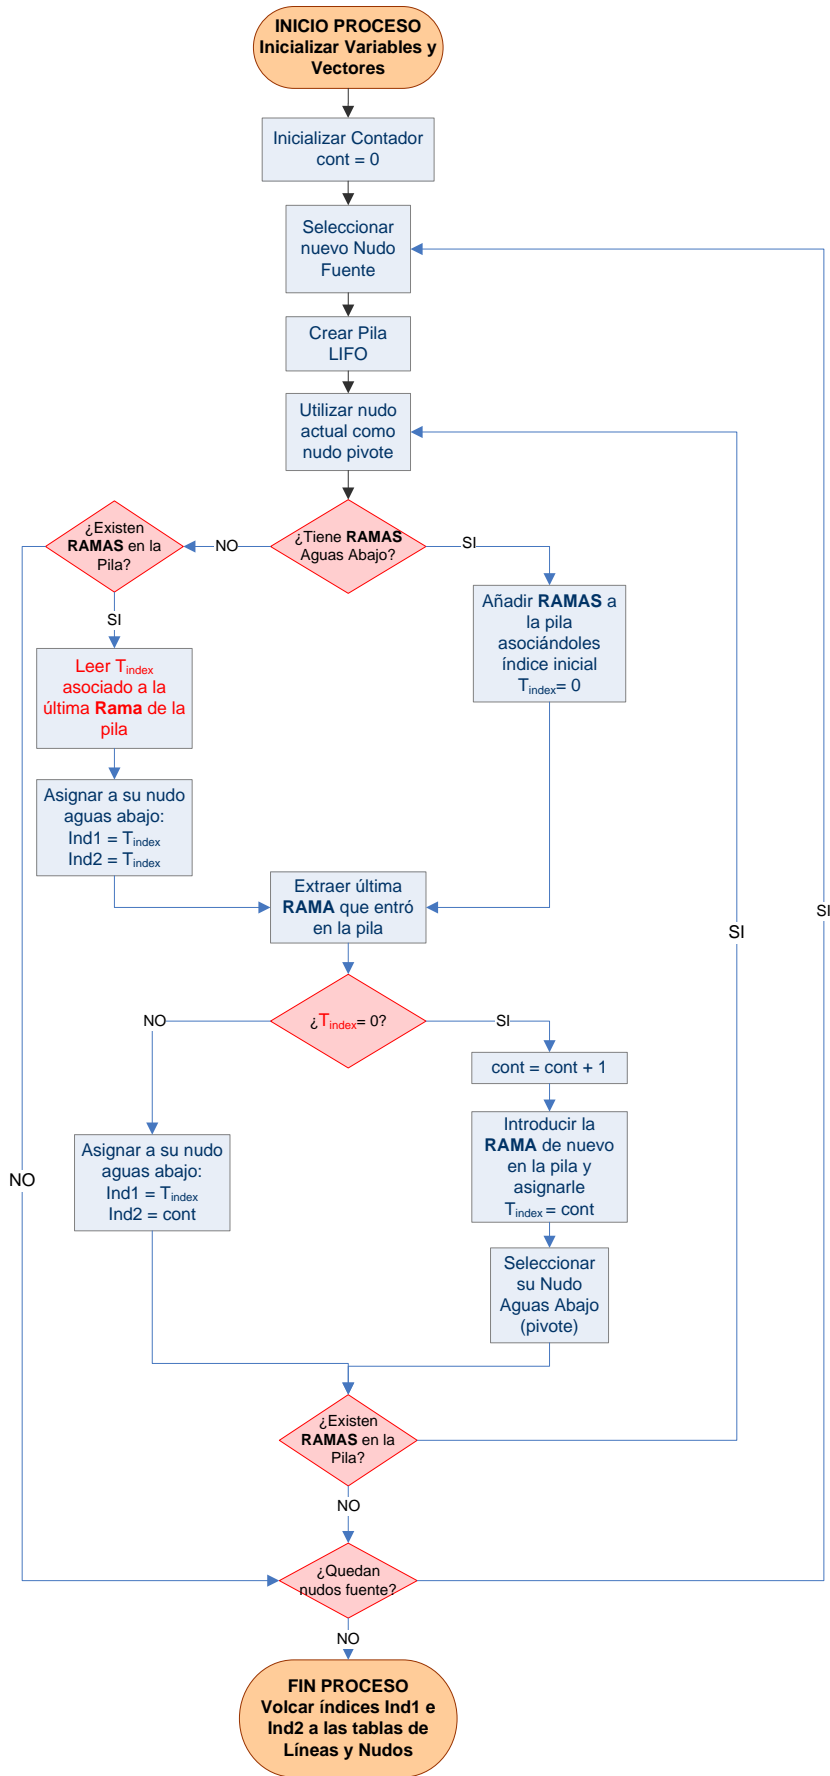 INICIO PROCESO
Inicializar Variables y
Vectores
Inicializar Contador
cont = 0
Seleccionar
nuevo Nudo
Fuente
Crear Pila
LIFO
Utilizar nudo
actual como
nudo pivote
¿Existen
RAMAS en la
Pila?
NO
¿Tiene RAMAS
Aguas Abajo?
SI
SI
Leer Tindex
asociado a la
última Rama de la
pila
Añadir RAMAS a
la pila
asociándoles
índice inicial
Tindex= 0
Asignar a su nudo
aguas abajo:
Ind1 = Tindex
Ind2 = Tindex
Extraer última
RAMA que entró
en la pila
SI
SI
NO
¿Tindex= 0?
SI
cont = cont + 1
Asignar a su nudo
aguas abajo:
Ind1 = Tindex
Ind2 = cont
Introducir la
RAMA de nuevo
en la pila y
asignarle
Tindex = cont
NO
Seleccionar
su Nudo
Aguas Abajo
(pivote)
¿Existen
RAMAS en la
Pila?
NO
¿Quedan
nudos fuente?
NO
FIN PROCESO
Volcar índices Ind1 e
Ind2 a las tablas de
Líneas y Nudos